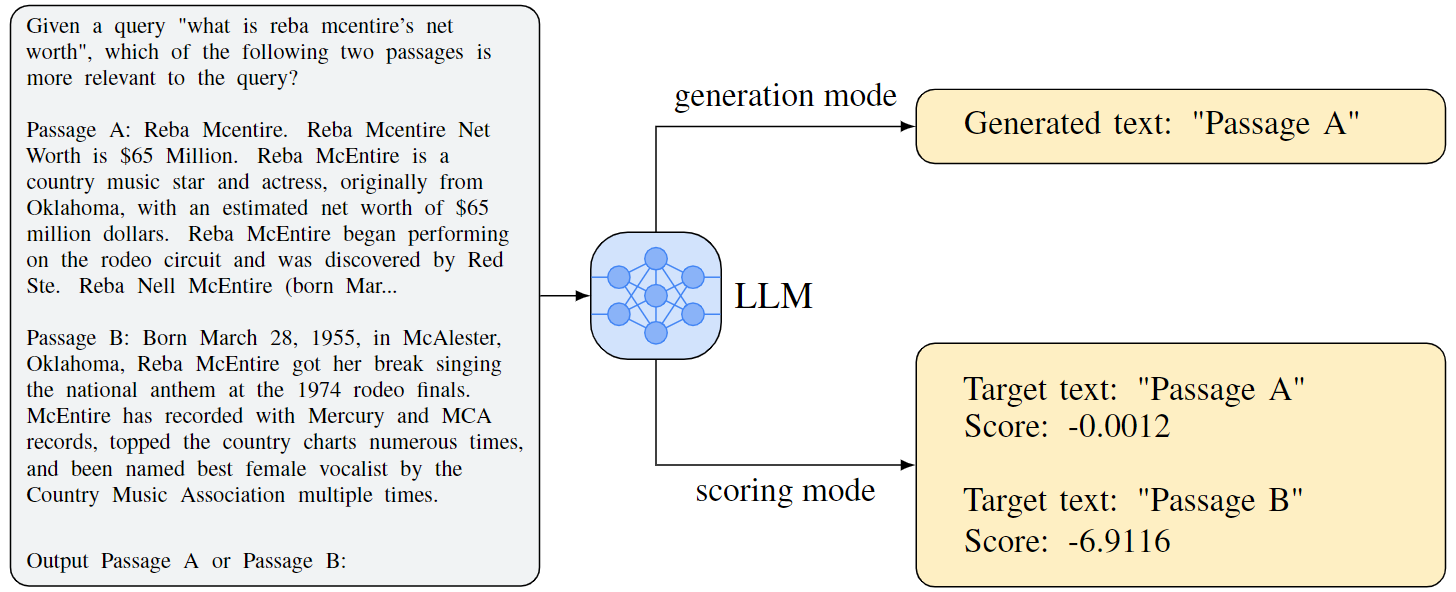 Given a query "what is reba mcentire's net
worth", which of the following two passages is
more relevant to the query?
Passage A: Reba Mcentire. Reba Mcentire Net
Worth is $65 Million. Reba McEntire is a
country music star and actress, originally from
Oklahoma, with an estimated net worth of $65
million dollars. Reba McEntire began performing
on the rodeo circuit and was discovered by Red
Ste. Reba Nell McEntire (born Mar...
Passage B: Born March 28, 1955, in McAlester,
Oklahoma, Reba McEntire got her break singing
the national anthem at the 1974 rodeo finals.
McEntire has recorded with Mercury and MCA
records, topped the country charts numerous times,
and been named best female vocalist by the
Country Music Association multiple times.
Output Passage A or Passage B:
LLM
generation mode
Generated text: "Passage A"
scoring mode
Target text: "Passage A"
Score: -0.0012
Target text: "Passage B"
Score: -6.9116